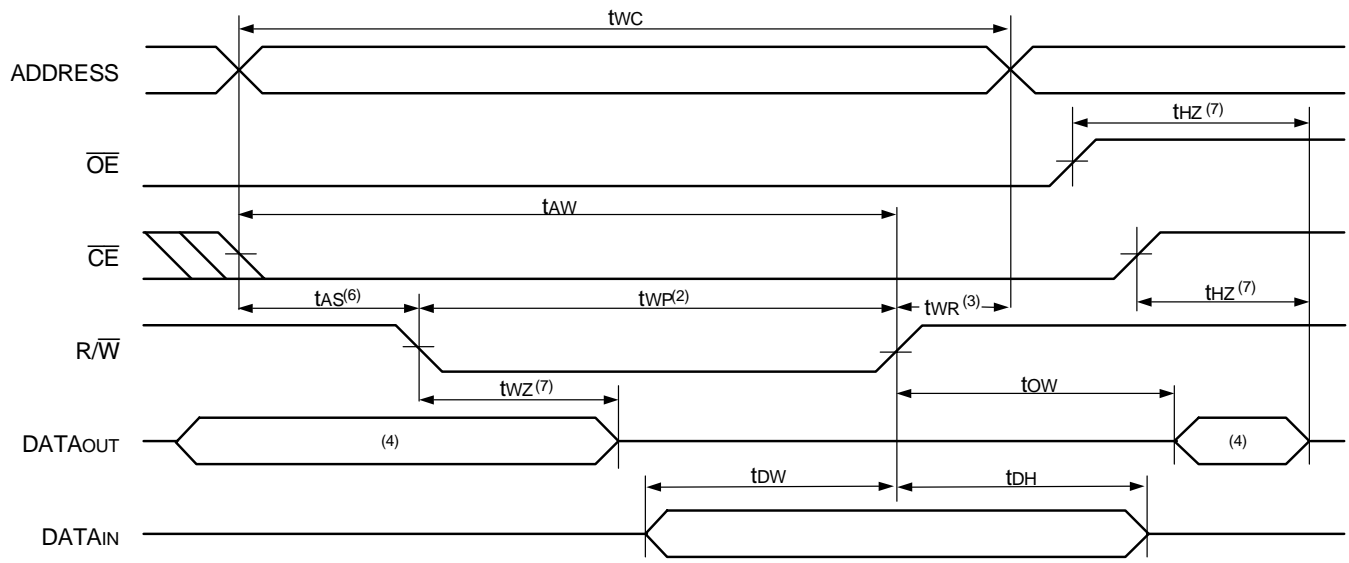 tWC
ADDRESS
tHZ (7)
OE
tAW
CE
tAS(6) tWP(2) tWR (3) tHZ (7)
R/W
tWZ (7) tOW
DATAOUT (4) (4)
tDW tDH
DATAIN